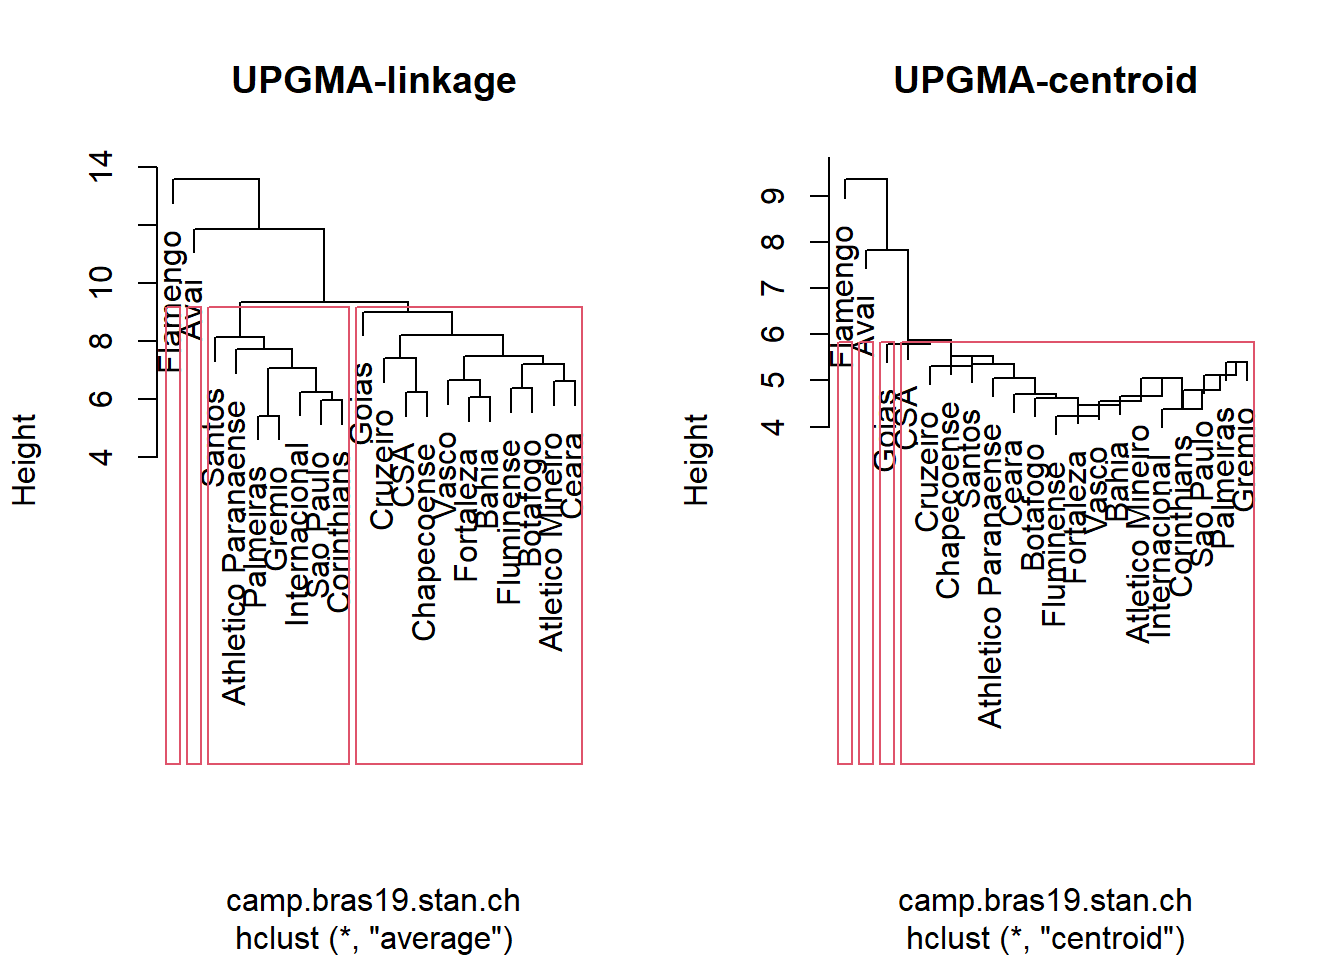 UPGMA-linkage
Height
14
10
8
6
4
Flamengo
Avai
Santos
Athletico Paranaense
Palmeiras
Gremio
Internacional
Sao Paulo
Corinthians
Goias
Cruzeiro
CSA
Chapecoense
Vasco
Fortaleza
Bahia
Fluminense
Botafogo
Atletico Mineiro
Ceara
camp.bras19.stan.ch
hclust (*, "average")
UPGMA-centroid
Height
9
8
7
6
5
4
Flamengo
Avai
Goias
CSA
Cruzeiro
Chapecoense
Santos
Athletico Paranaense
Ceara
Botafogo
Fluminense
Fortaleza
Vasco
Bahia
Atletico Mineiro
Internacional
Corinthians
Sao Paulo
Palmeiras
Gremio
camp.bras19.stan.ch
hclust (*, "centroid")